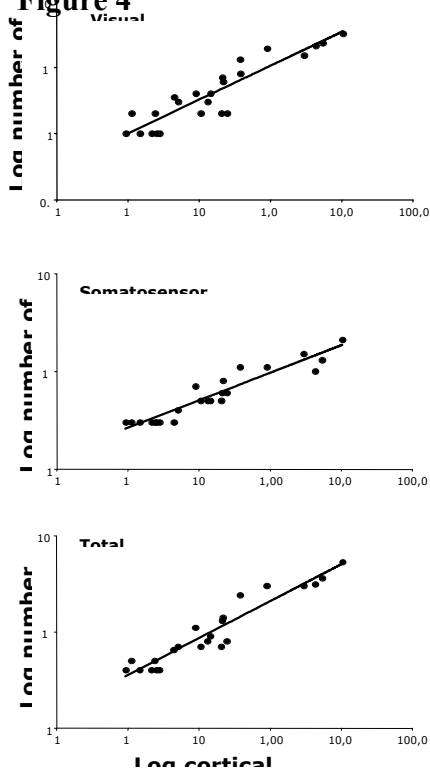 Figure 4
Visual
Log number of
1
1
0.
1 1 10 1,0 10,0 100,0
Somatosensor
Log number of
10
1
1
1 1 10 1,00 10,0 100,0
Total
Log number
10
1
1
1 1 10 1,00 10,0 100,0
Log cortical